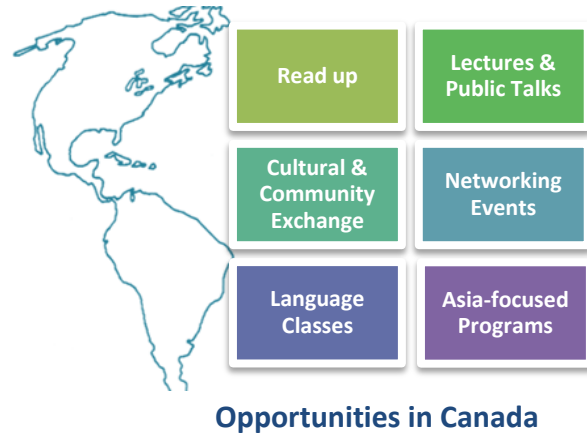 Read up
Lectures &
Public Talks
Cultural &
Community
Exchange
Networking
Events
Language
Classes
Asia-focused
Programs
Opportunities in Canada